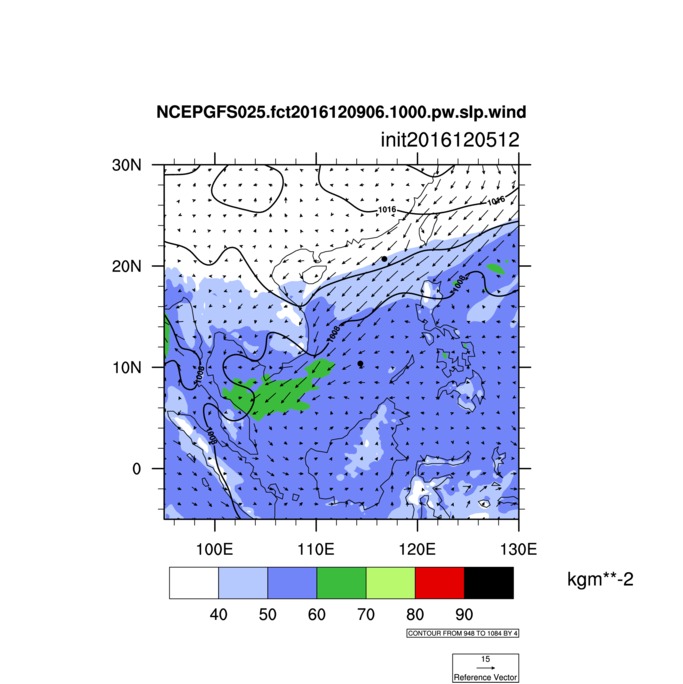 NCEPGFS025.fct2016120906.1000.pw.slp.wind
init2016120512
30N
1016
1016
20N
1008
1008
10N
1008
1008
0
100E 110E 120E 130E
kgm**-2
40 50 60 70 80 90
CONTOUR FROM 948 TO 1084 BY 4
15
Reference Vector